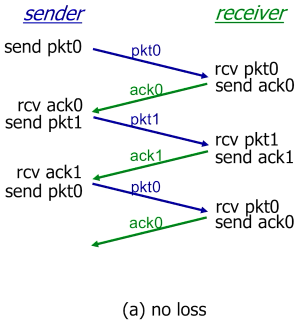 sender receiver
send pkt0
pkt0
rcv pkt0
send ack0
ack0
rcv ack0
send pkt1
pkt1
rcv pkt1
send ack1
ack1
rcv ack1
send pkt0
pkt0
rcv pkt0
send ack0
ack0
(a) no loss